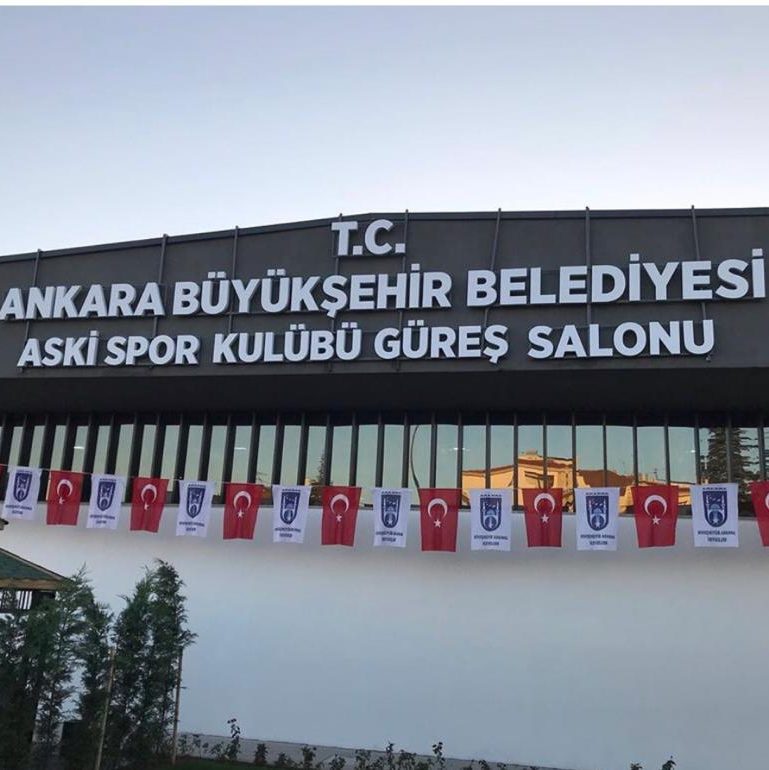 T.C.
ANKARA BÜYÜKŞEHİR BELEDİYESİ
ASKİ SPOR KULÜBÜ GÜREŞ SALONU